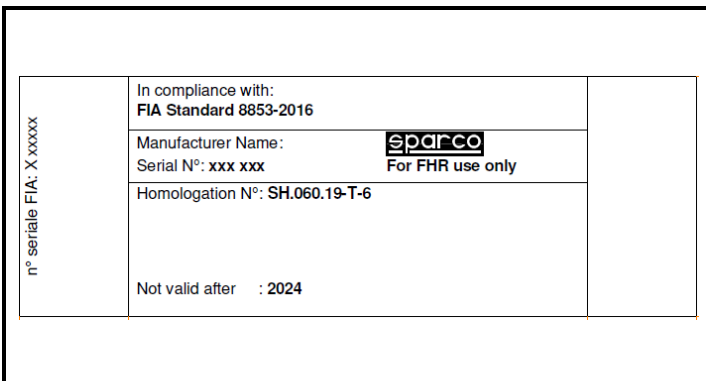 n° seriale FIA: X xxxxx
In compliance with:
FIA Standard 8853-2016
Manufacturer Name: sparco
Serial N°: xxx xxx For FHR use only
Homologation N°: SH.060.19-T-6
Not valid after : 2024